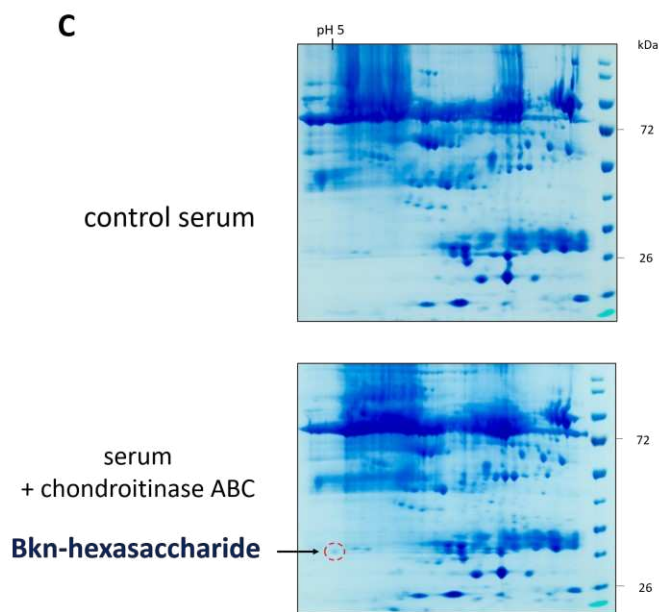 C
pH 5
kDa
72
control serum
26
72
serum
+ chondroitinase ABC
Bkn-hexasaccharide
26